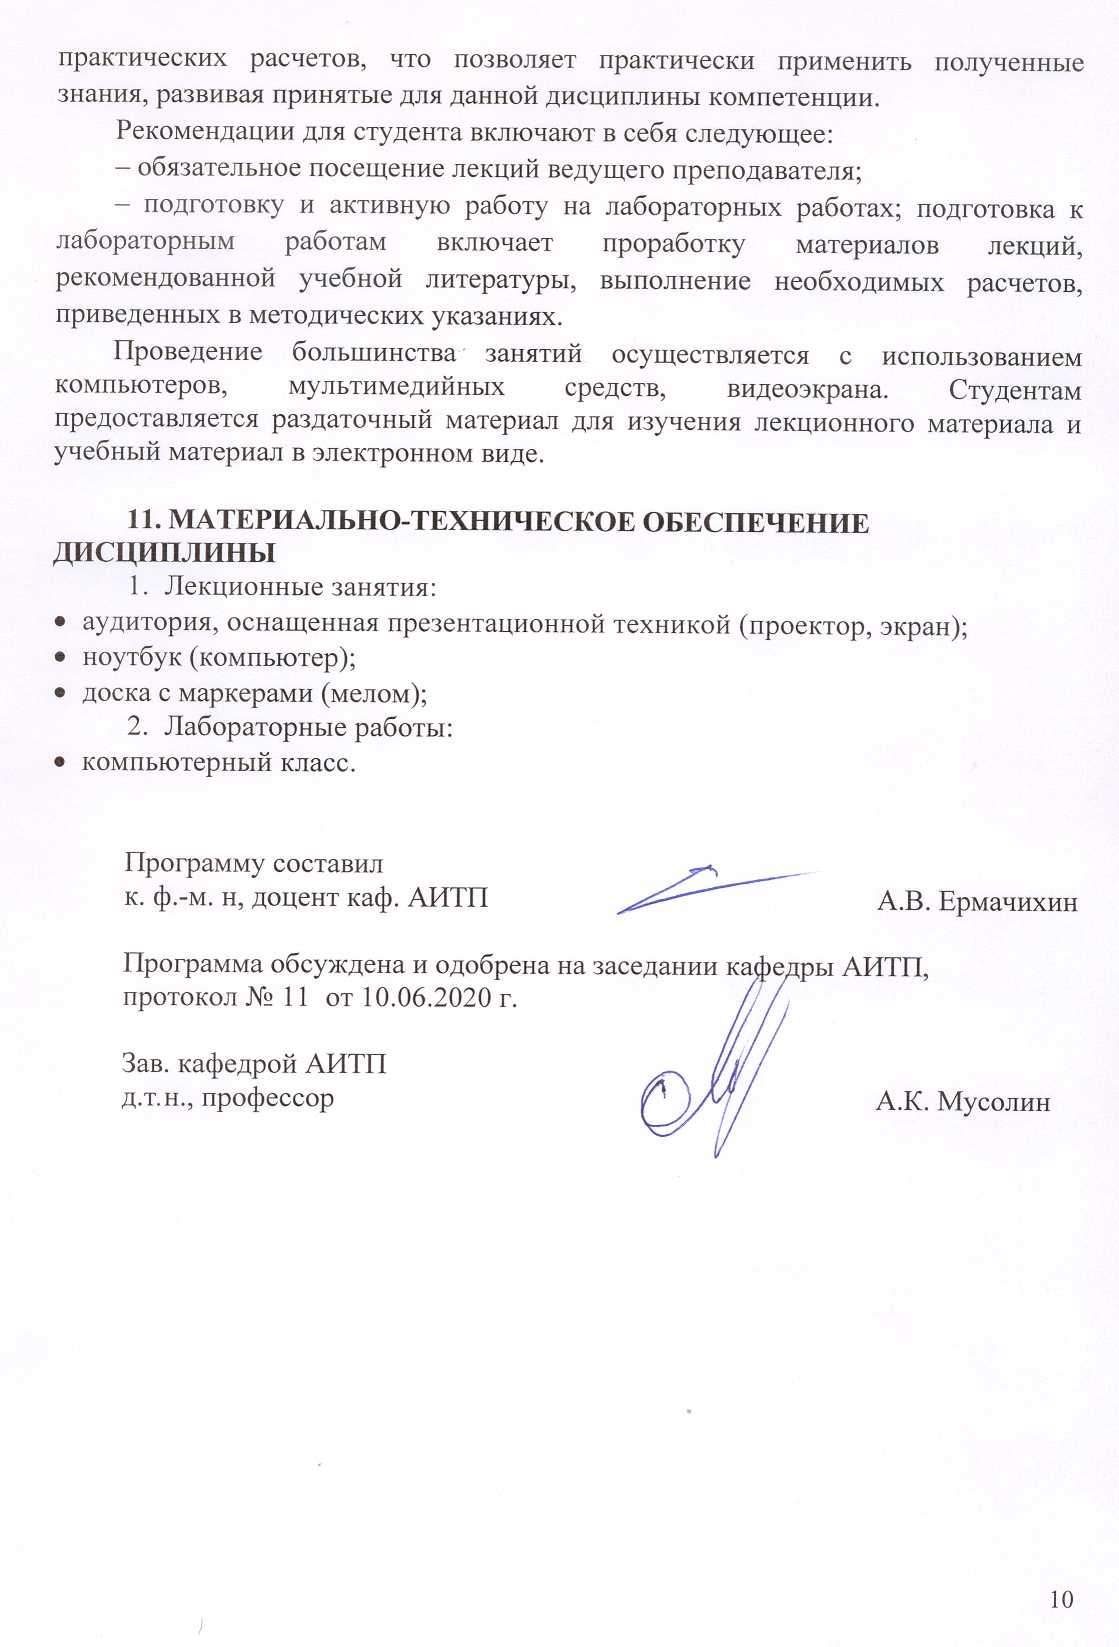 практических расчетов, что позволяет практически применить полученные
знания, развивая принятые для данной дисциплины компетенции.
Рекомендации для студента включают в себя следующее:
– обязательное посещение лекций ведущего преподавателя;
– подготовку и активную работу на лабораторных работах; подготовка к
лабораторным работам включает проработку материалов лекций,
рекомендованной учебной литературы, выполнение необходимых расчетов,
приведенных в методических указаниях.
Проведение большинства занятий осуществляется с использованием
компьютеров, мультимедийных средств, видеоэкрана. Студентам
предоставляется раздаточный материал для изучения лекционного материала и
учебный материал в электронном виде.
11. МАТЕРИАЛЬНО-ТЕХНИЧЕСКОЕ ОБЕСПЕЧЕНИЕ
ДИСЦИПЛИНЫ
1. Лекционные занятия:
• аудитория, оснащенная презентационной техникой (проектор, экран);
• ноутбук (компьютер);
• доска с маркерами (мелом);
2. Лабораторные работы:
• компьютерный класс.
Программу составил
к. ф.-м. н, доцент каф. АИТП А.В. Ермачихин
Программа обсуждена и одобрена на заседании кафедры АИТП,
протокол № 11 от 10.06.2020 г.
Зав. кафедрой АИТП
д.т.н., профессор А.К. Мусолин
10